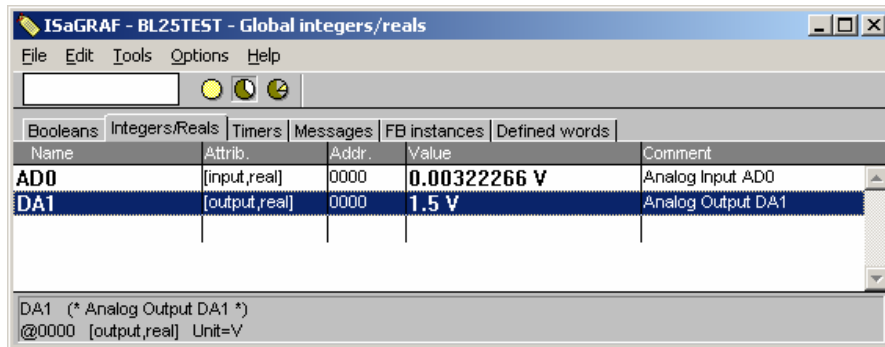 ISaGRAF - BL25TEST - Global integers/reals
File Edit Tools Options Help
Booleans Integers/Reals Timers Messages FB instances Defined words
Name Attrib. Addr. Value Comment
AD0 [input,real] 0000 0.00322266 V Analog Input AD0
DA1 [output,real] 0000 1.5 V Analog Output DA1
DA1 (* Analog Output DA1 *)
@0000 [output,real] Unit=V